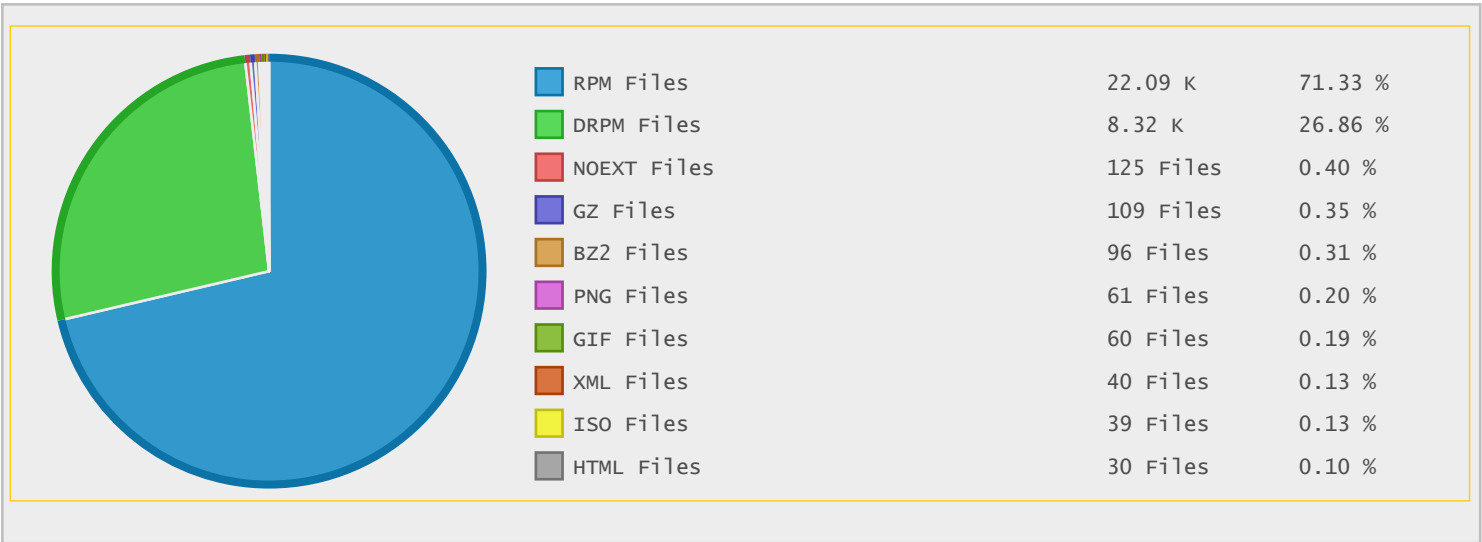 RPM Files 22.09 K 71.33 %
DRPM Files 8.32 K 26.86 %
NOEXT Files 125 Files 0.40 %
GZ Files 109 Files 0.35 %
BZ2 Files 96 Files 0.31 %
PNG Files 61 Files 0.20 %
GIF Files 60 Files 0.19 %
XML Files 40 Files 0.13 %
ISO Files 39 Files 0.13 %
HTML Files 30 Files 0.10 %